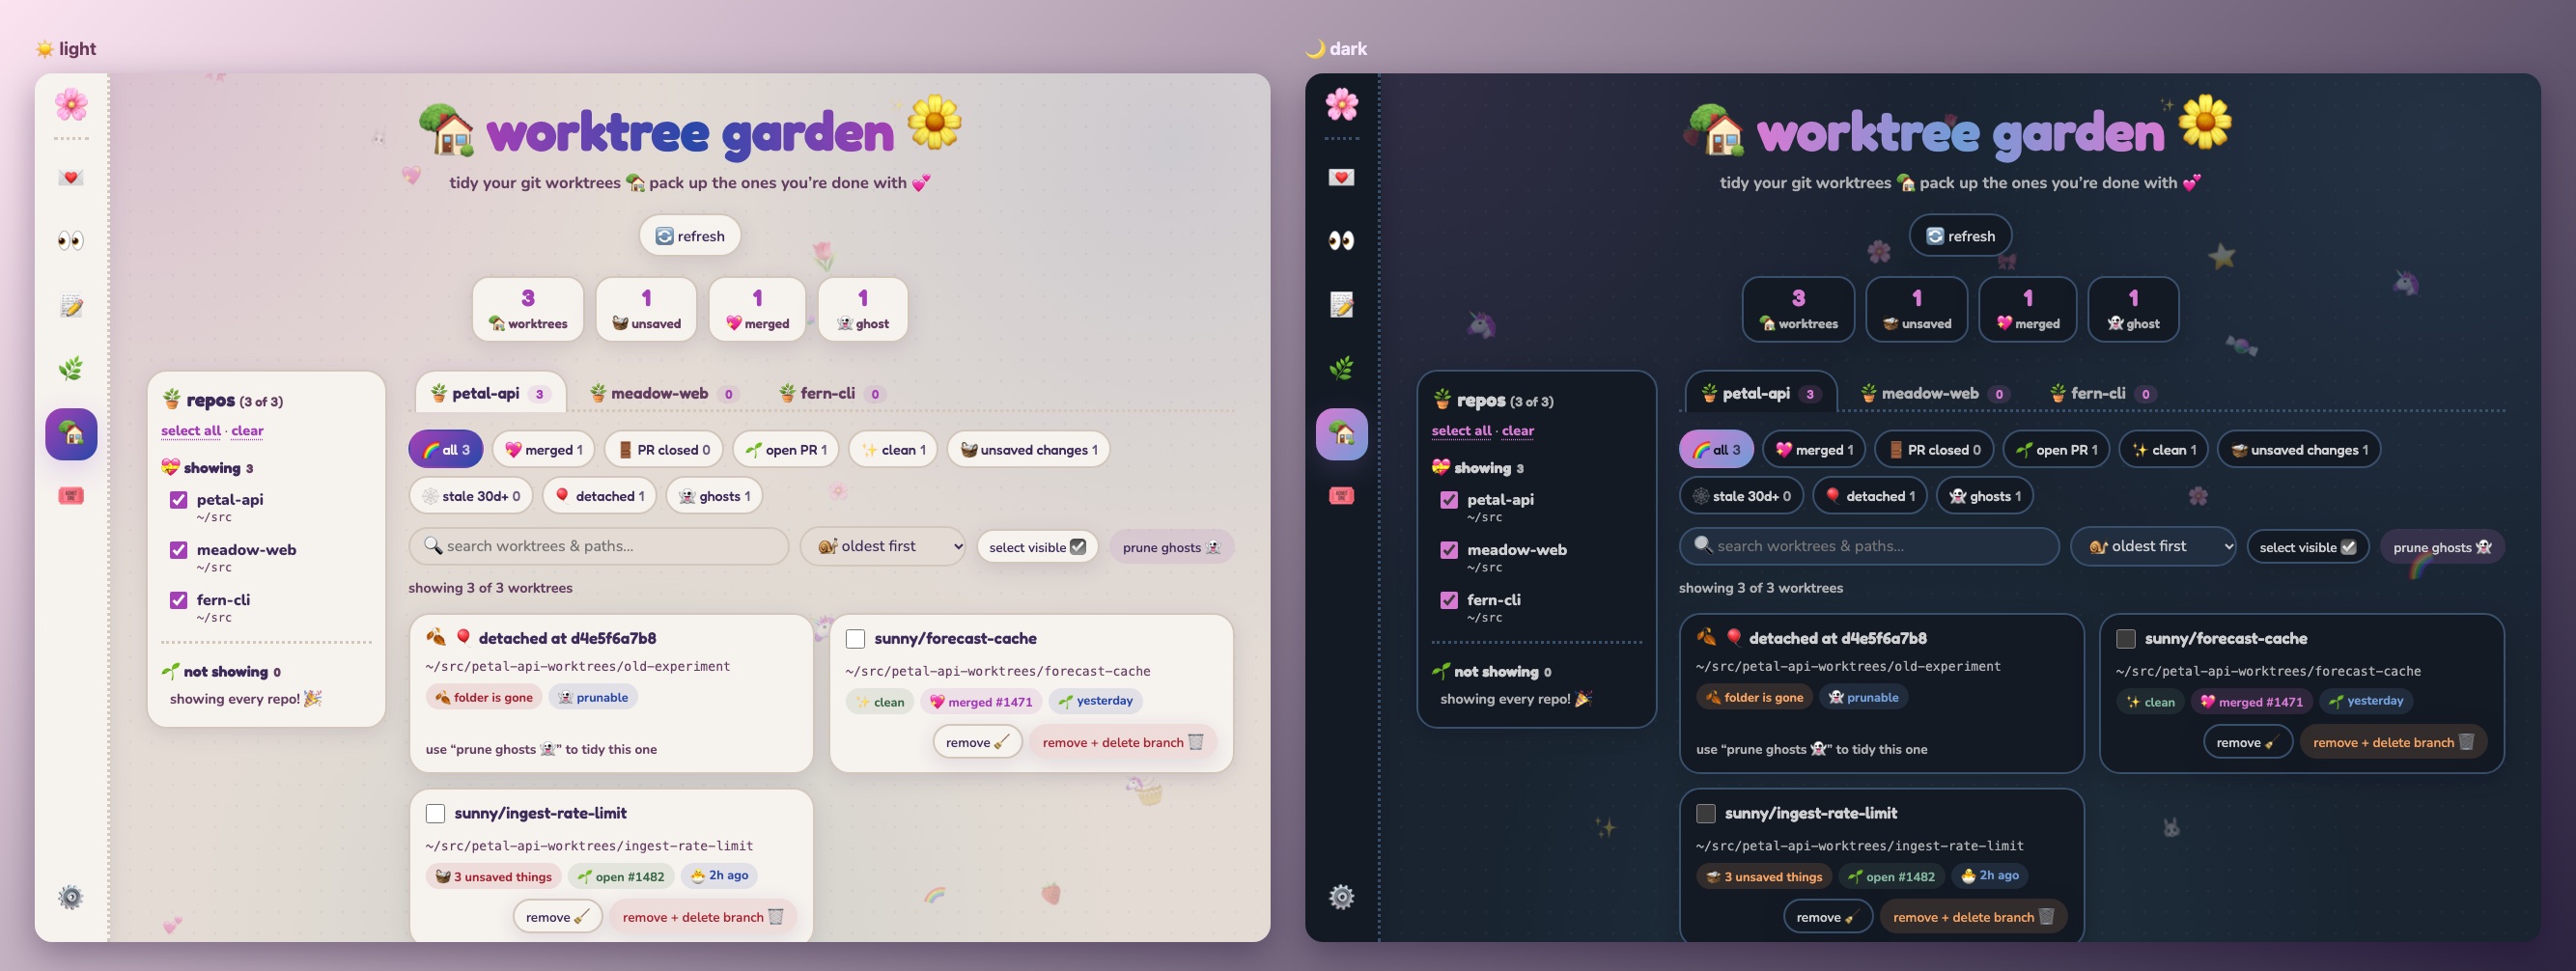 light
worktree garden
tidy your git worktrees 🏡 pack up the ones you're done with 💕
refresh
3
worktrees
1
unsaved
1
merged
1
ghost
repos (3 of 3)
select all · clear
showing 3
petal-api
~/src
meadow-web
~/src
fern-cli
~/src
not showing 0
showing every repo! 🎉
petal-api 3
meadow-web 0
fern-cli 0
all 3
merged 1
PR closed 0
open PR 1
clean 1
unsaved changes 1
stale 30d+ 0
detached 1
ghosts 1
search worktrees & paths...
oldest first
select visible
prune ghosts
showing 3 of 3 worktrees
detached at d4e5f6a7b8
~/src/petal-api-worktrees/old-experiment
folder is gone
prunable
use “prune ghosts 👻” to tidy this one
sunny/forecast-cache
~/src/petal-api-worktrees/forecast-cache
clean
merged #1471
yesterday
remove
remove + delete branch
sunny/ingest-rate-limit
~/src/petal-api-worktrees/ingest-rate-limit
3 unsaved things
open #1482
2h ago
remove
remove + delete branch
dark
worktree garden
tidy your git worktrees 🏡 pack up the ones you're done with 💕
refresh
3
worktrees
1
unsaved
1
merged
1
ghost
repos (3 of 3)
select all · clear
showing 3
petal-api
~/src
meadow-web
~/src
fern-cli
~/src
not showing 0
showing every repo! 🎉
petal-api 3
meadow-web 0
fern-cli 0
all 3
merged 1
PR closed 0
open PR 1
clean 1
unsaved changes 1
stale 30d+ 0
detached 1
ghosts 1
search worktrees & paths...
oldest first
select visible
prune ghosts
showing 3 of 3 worktrees
detached at d4e5f6a7b8
~/src/petal-api-worktrees/old-experiment
folder is gone
prunable
use “prune ghosts 👻” to tidy this one
sunny/forecast-cache
~/src/petal-api-worktrees/forecast-cache
clean
merged #1471
yesterday
remove
remove + delete branch
sunny/ingest-rate-limit
~/src/petal-api-worktrees/ingest-rate-limit
3 unsaved things
open #1482
2h ago
remove
remove + delete branch